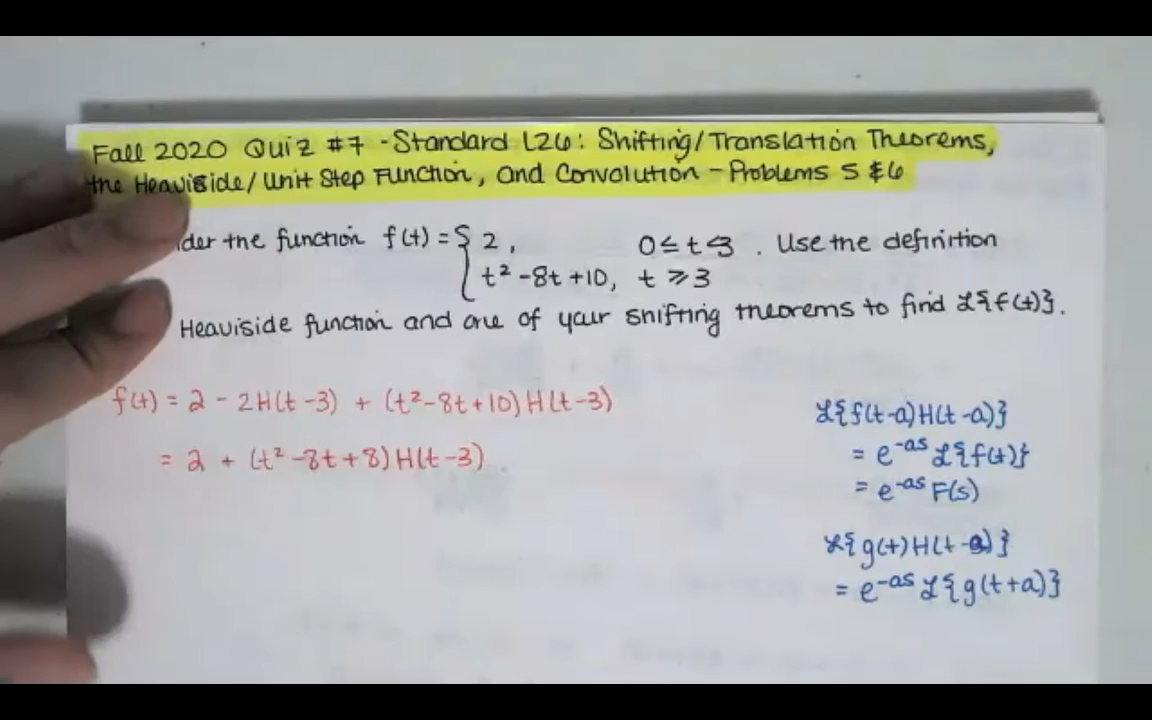 Fall 2020 Quiz #7 - Standard L26: Shifting/Translation Theorems,
the Heaviside/Unit Step Function, and Convolution - Problems 5 & 6
der the function f(t) = { 2, 0 ≤ t < 3 . Use the definition
t² - 8t + 10, t ≥ 3
Heaviside function and one of your shifting theorems to find ℒ{f(t)}.
f(t) = 2 - 2H(t-3) + (t²-8t+10)H(t-3)
= 2 + (t²-8t+8)H(t-3)
ℒ{f(t-a)H(t-a)}
= e^-as ℒ{f(t)}
= e^-as F(s)
ℒ{g(t)H(t-a)}
= e^-as ℒ{g(t+a)}